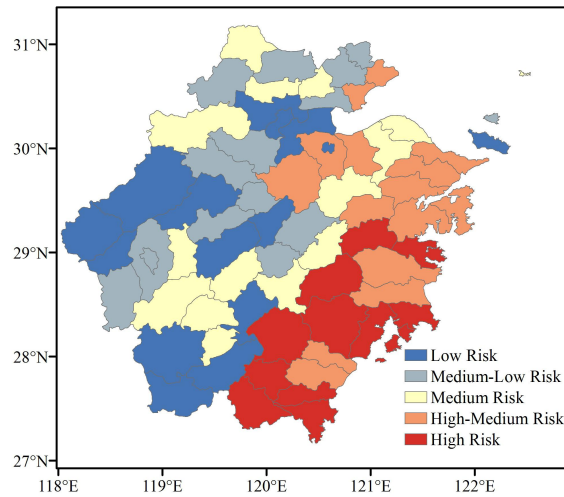 31°N
30°N
29°N
28°N
27°N
Low Risk
Medium-Low Risk
Medium Risk
High-Medium Risk
High Risk
118°E
119°E
120°E
121°E
122°E